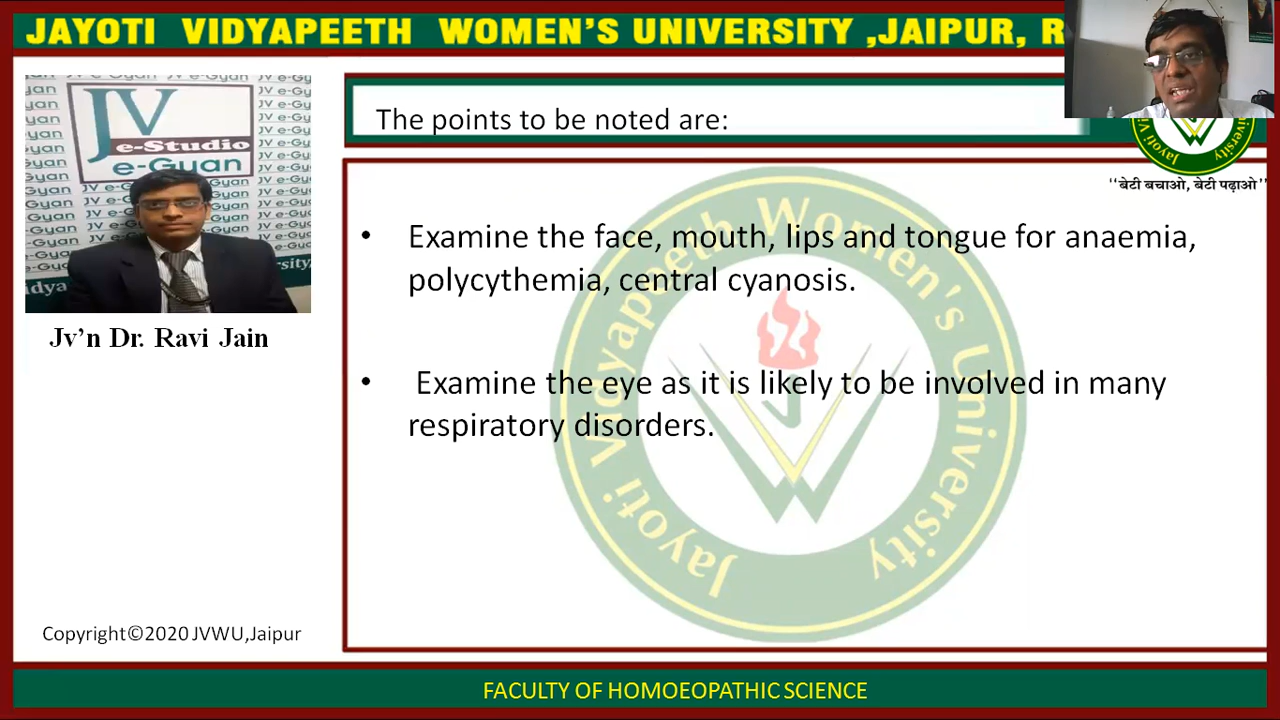 JAYOTI VIDYAPEETH WOMEN'S UNIVERSITY ,JAIPUR, R
JV
e-Studio
e-Gyan
Jv'n Dr. Ravi Jain
The points to be noted are:
"बेटी बचाओ, बेटी पढ़ाओ"
• Examine the face, mouth, lips and tongue for anaemia,
polycythemia, central cyanosis.
• Examine the eye as it is likely to be involved in many
respiratory disorders.
Jayoti Vidyapeeth Women's University
Copyright©2020 JVWU,Jaipur
FACULTY OF HOMOEOPATHIC SCIENCE